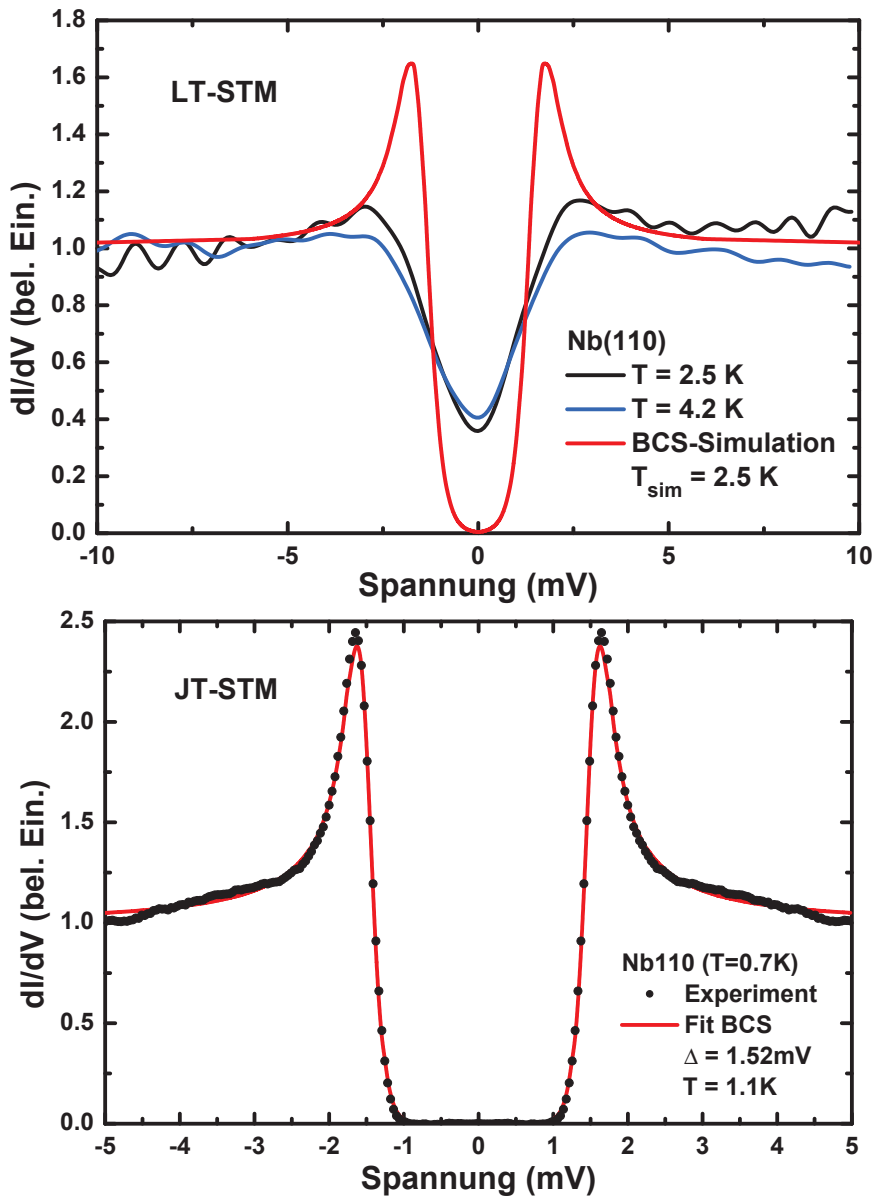 1.8
1.6
1.4
1.2
1.0
0.8
0.6
0.4
0.2
0.0
dI/dV (bel. Ein.)
LT-STM
Nb(110)
T = 2.5 K
T = 4.2 K
BCS-Simulation
T_sim = 2.5 K
-10 -5 0 5 10
Spannung (mV)
2.5
2.0
1.5
1.0
0.5
0.0
dI/dV (bel. Ein.)
JT-STM
Nb110 (T=0.7K)
Experiment
Fit BCS
Δ = 1.52mV
T = 1.1K
-5 -4 -3 -2 -1 0 1 2 3 4 5
Spannung (mV)